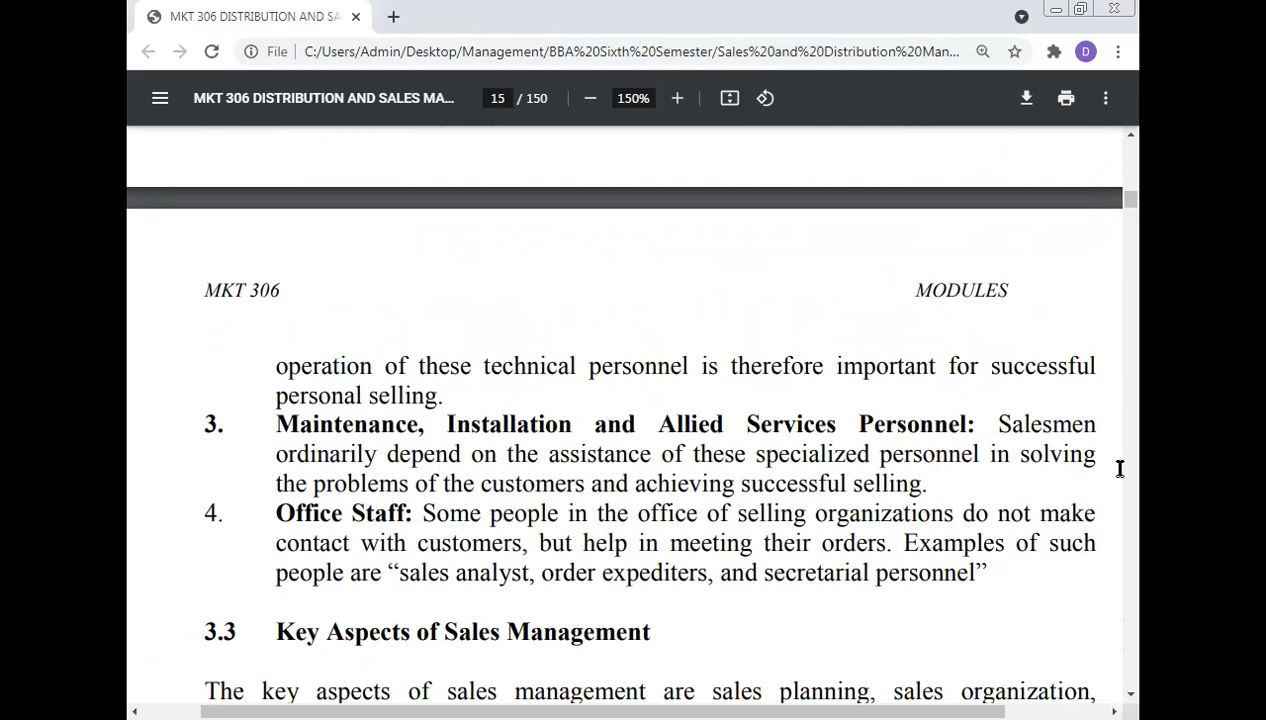 MKT 306 DISTRIBUTION AND SA
File C:/Users/Admin/Desktop/Management/BBA%20Sixth%20Semester/Sales%20and%20Distribution%20Man... D
MKT 306 DISTRIBUTION AND SALES MA... 15 / 150 150%
MKT 306 MODULES
operation of these technical personnel is therefore important for successful
personal selling.
3. Maintenance, Installation and Allied Services Personnel: Salesmen
ordinarily depend on the assistance of these specialized personnel in solving
the problems of the customers and achieving successful selling.
4. Office Staff: Some people in the office of selling organizations do not make
contact with customers, but help in meeting their orders. Examples of such
people are “sales analyst, order expediters, and secretarial personnel”
3.3 Key Aspects of Sales Management
The key aspects of sales management are sales planning, sales organization,